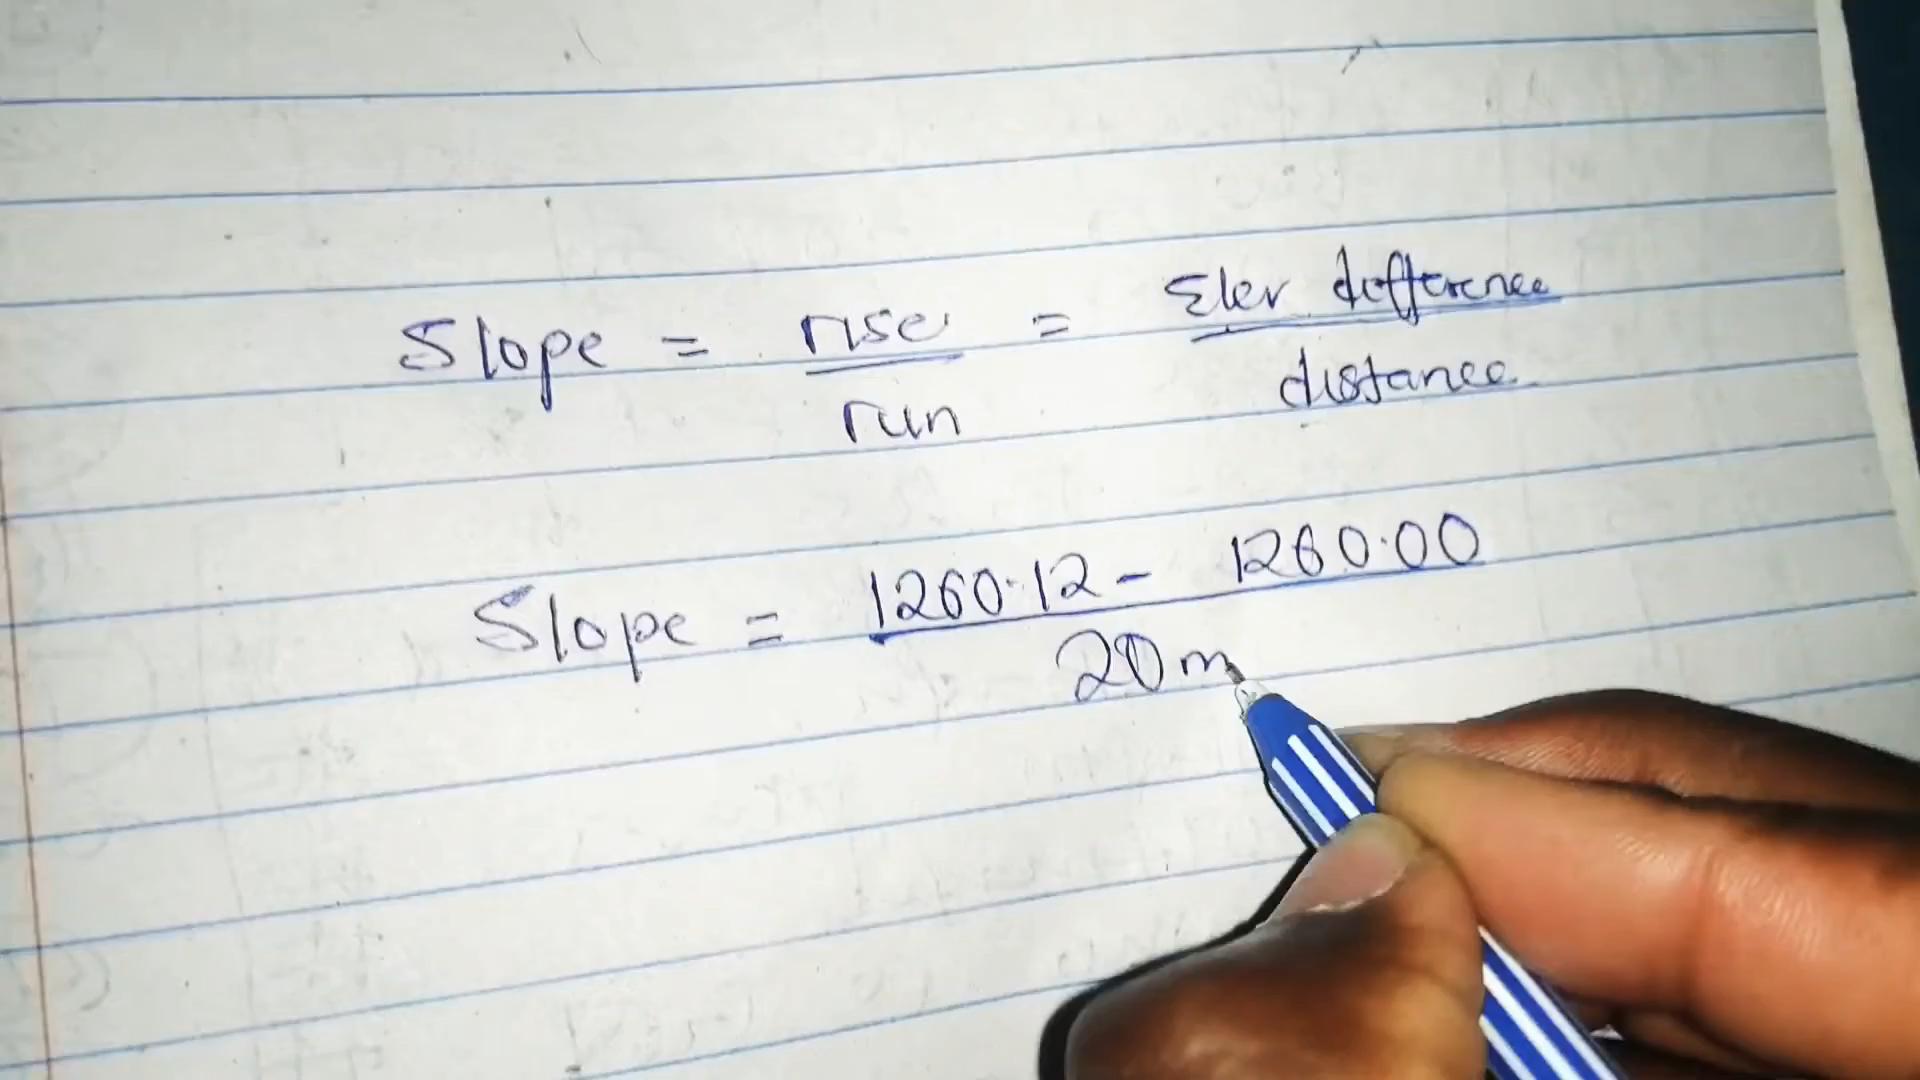 Slope = rise / run = Elev difference / distance
Slope = 1260.12 - 1260.00 / 20m